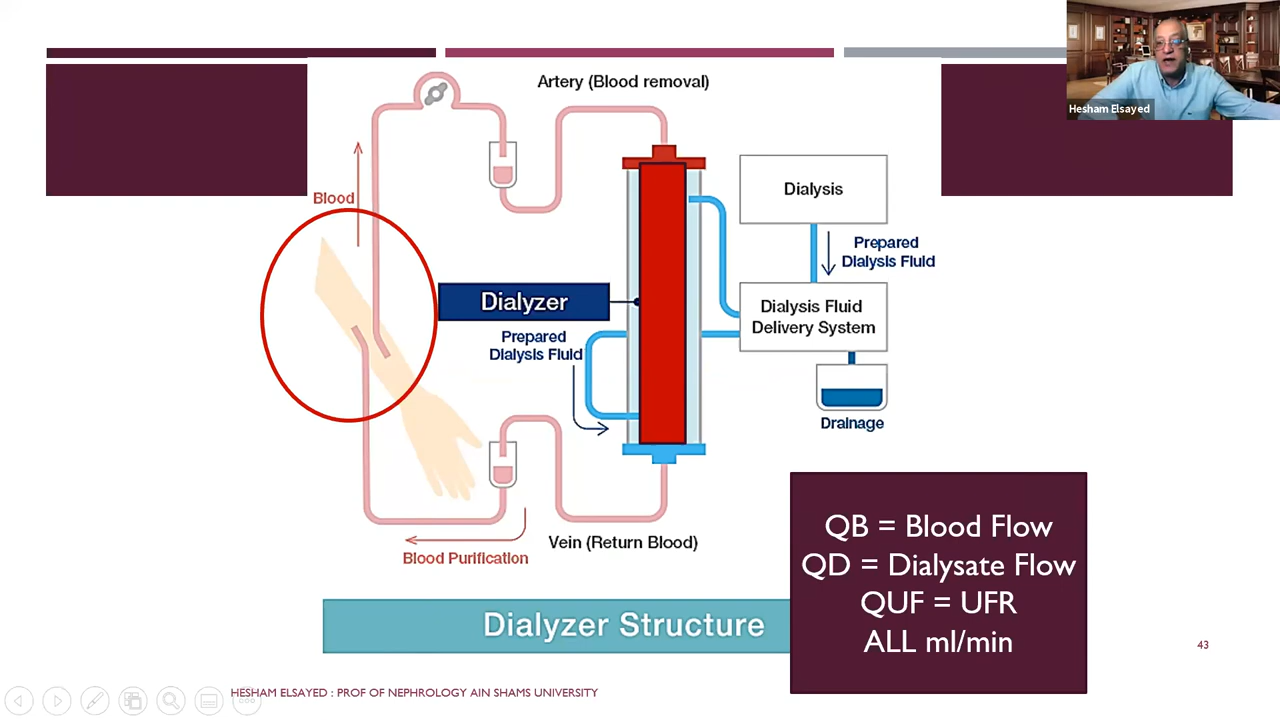 Hesham Elsayed
Artery (Blood removal)
Blood
Dialysis
Prepared
Dialysis Fluid
Dialyzer
Dialysis Fluid
Delivery System
Prepared
Dialysis Fluid
Drainage
QB = Blood Flow
QD = Dialysate Flow
QUF = UFR
ALL ml/min
Vein (Return Blood)
Blood Purification
Dialyzer Structure
43
HESHAM ELSAYED : PROF OF NEPHROLOGY AIN SHAMS UNIVERSITY